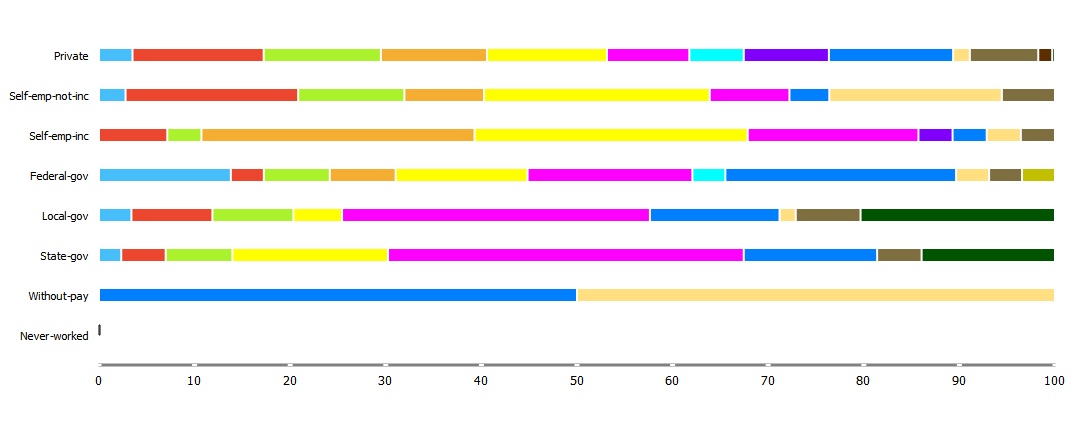 Private
Self-emp-not-inc
Self-emp-inc
Federal-gov
Local-gov
State-gov
Without-pay
Never-worked
0 10 20 30 40 50 60 70 80 90 100